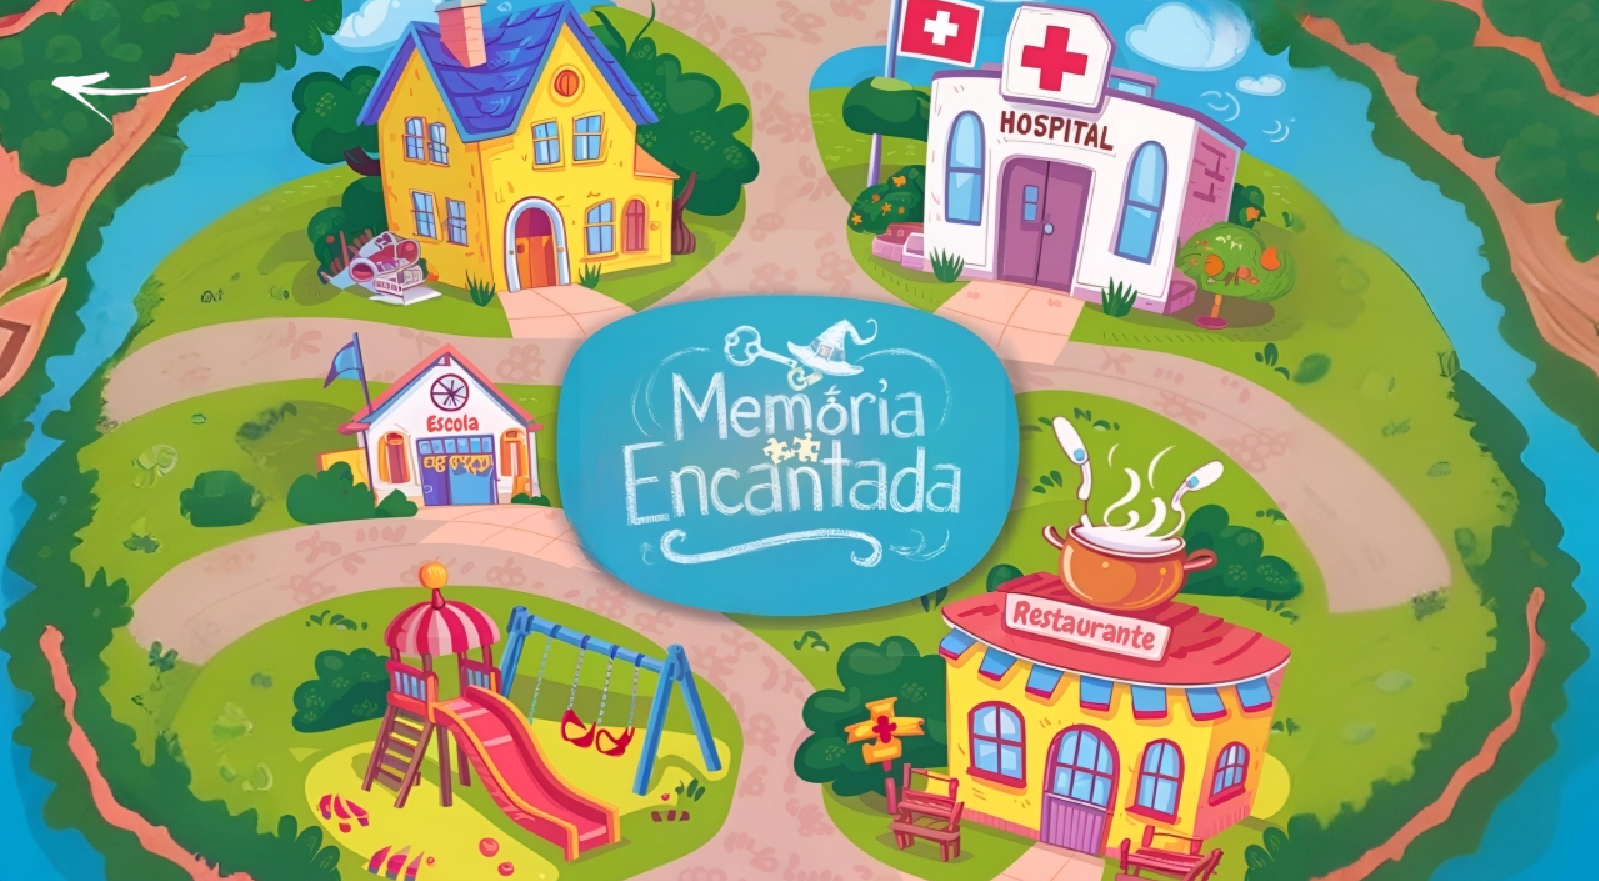 HOSPITAL
Escola
Memória
Encantada
Restaurante